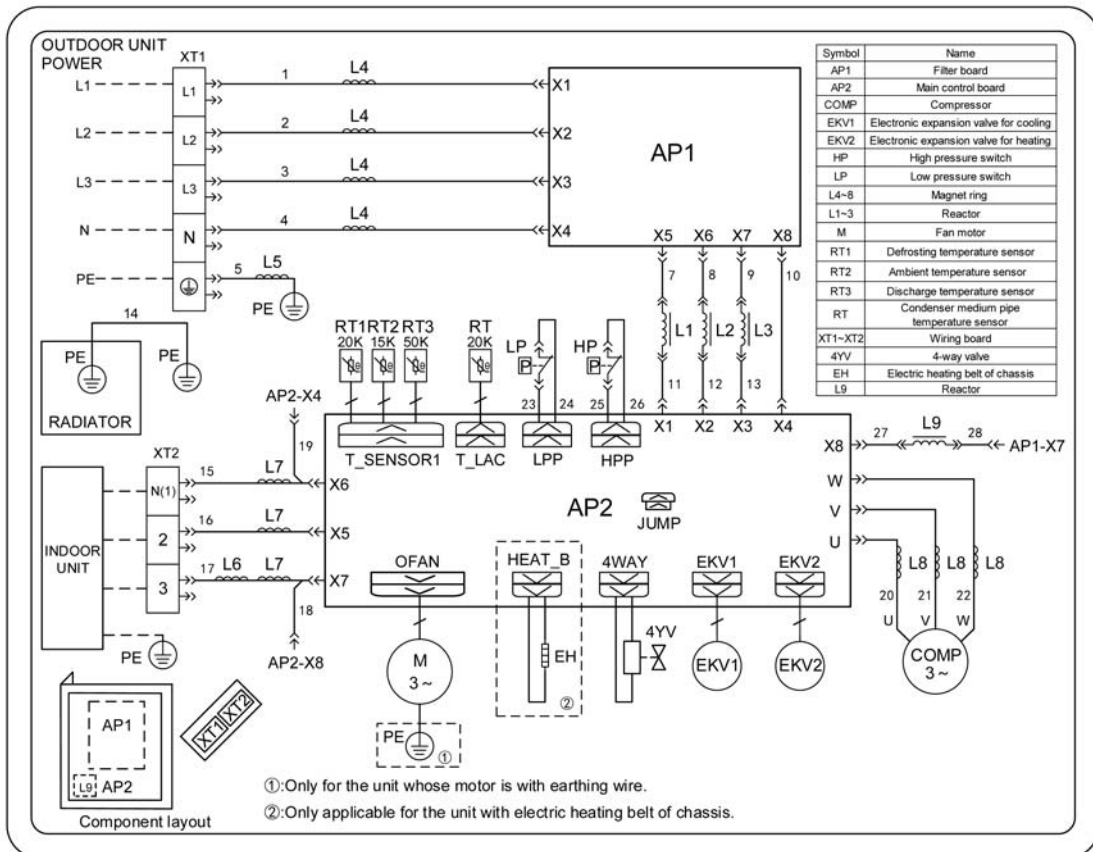 OUTDOOR UNIT
POWER
XT1
L1 L1 1 L4 X1
L2 L2 2 L4 X2
L3 L3 3 L4 X3
N N 4 L4 X4
PE 5 L5
PE
AP1
X5 X6 X7 X8
7 8 9 10
L1 L2 L3
11 12 13
Symbol Name
AP1 Filter board
AP2 Main control board
COMP Compressor
EKV1 Electronic expansion valve for cooling
EKV2 Electronic expansion valve for heating
HP High pressure switch
LP Low pressure switch
L4~8 Magnet ring
L1~3 Reactor
M Fan motor
RT1 Defrosting temperature sensor
RT2 Ambient temperature sensor
RT3 Discharge temperature sensor
RT Condenser medium pipe
temperature sensor
XT1~XT2 Wiring board
4YV 4-way valve
EH Electric heating belt of chassis
L9 Reactor
14
PE PE
RADIATOR
RT1 RT2 RT3 RT
20K 15K 50K 20K
θ θ θ θ
LP HP
P P
23 24 25 26
AP2-X4
19
T_SENSOR1 T_LAC LPP HPP
X1 X2 X3 X4
X8 27 L9 28 AP1-X7
W
V
U
L8 L8 L8
20 21 22
U V W
COMP
3 ~
XT2
INDOOR
UNIT
N(1) 15 L7 X6
2 16 L7 X5
3 17 L6 L7 X7
18
AP2-X8
PE
AP2
JUMP
OFAN HEAT_B 4WAY EKV1 EKV2
M
3 ~
EH
4YV
EKV1 EKV2
②
PE
①
AP1
L9 AP2
XT1 XT2
Component layout
①:Only for the unit whose motor is with earthing wire.
②:Only applicable for the unit with electric heating belt of chassis.